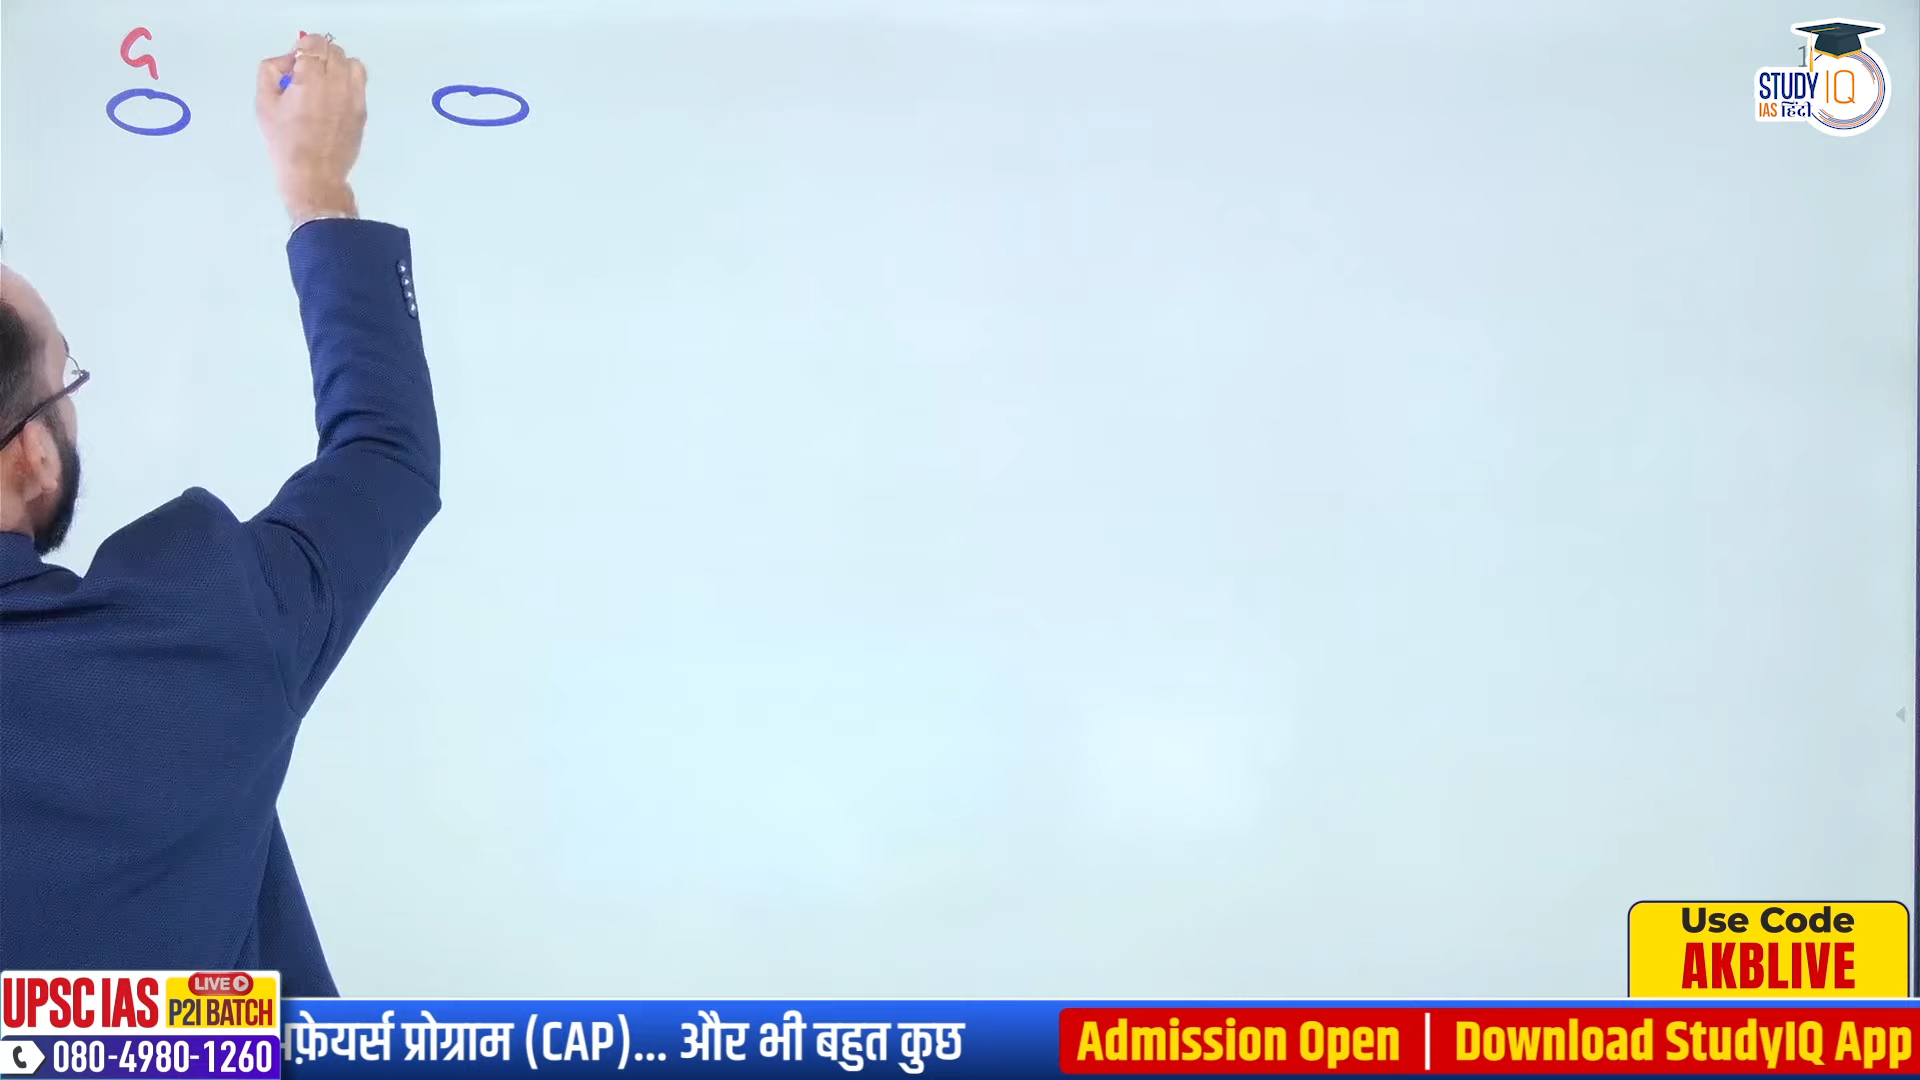 G
1
STUDY IQ
IAS हिंदी
Use Code
AKBLIVE
UPSC IAS LIVE
P2I BATCH
080-4980-1260
फ़ेयर्स प्रोग्राम (CAP)... और भी बहुत कुछ
Admission Open | Download StudyIQ App